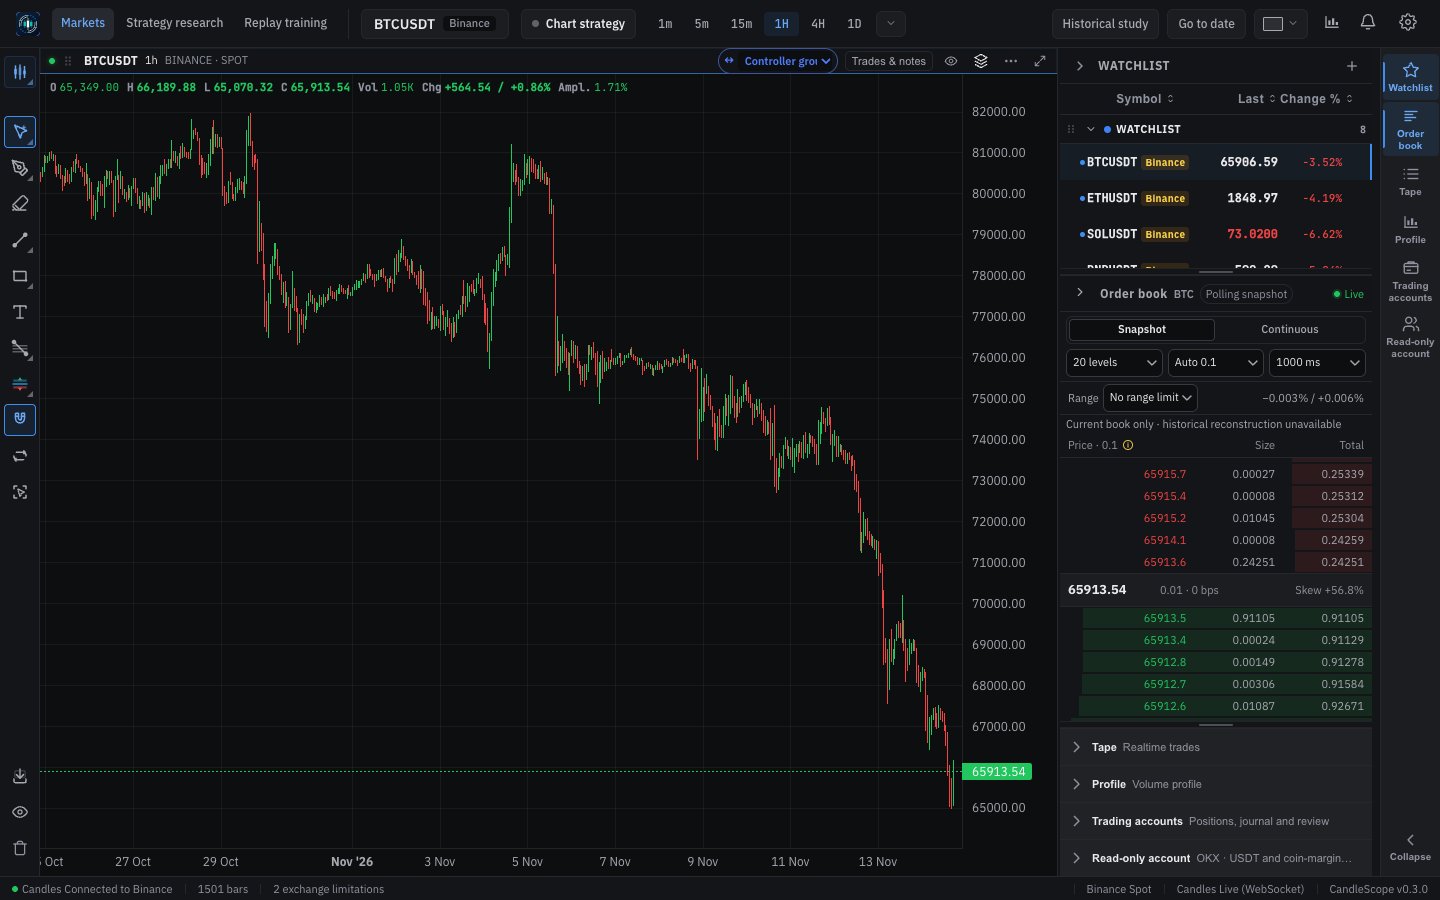 Markets Strategy research Replay training BTCUSDT Binance Chart strategy 1m 5m 15m 1H 4H 1D Historical study Go to date
BTCUSDT 1h BINANCE · SPOT Controller grou Trades & notes
O 65,349.00 H 66,189.88 L 65,070.32 C 65,913.54 Vol 1.05K Chg +564.54 / +0.86% Ampl. 1.71%
82000.00
81000.00
80000.00
79000.00
78000.00
77000.00
76000.00
75000.00
74000.00
73000.00
72000.00
71000.00
70000.00
69000.00
68000.00
67000.00
65913.54
65000.00
Oct 27 Oct 29 Oct Nov '26 3 Nov 5 Nov 7 Nov 9 Nov 11 Nov 13 Nov
WATCHLIST
Symbol Last Change %
WATCHLIST 8
BTCUSDT Binance 65906.59 -3.52%
ETHUSDT Binance 1848.97 -4.19%
SOLUSDT Binance 73.0200 -6.62%
Order book BTC Polling snapshot Live
Snapshot Continuous
20 levels Auto 0.1 1000 ms
Range No range limit −0.003% / +0.006%
Current book only · historical reconstruction unavailable
Price · 0.1 Size Total
65915.7 0.00027 0.25339
65915.4 0.00008 0.25312
65915.2 0.01045 0.25304
65914.1 0.00008 0.24259
65913.6 0.24251 0.24251
65913.54 0.01 · 0 bps Skew +56.8%
65913.5 0.91105 0.91105
65913.4 0.00024 0.91129
65912.8 0.00149 0.91278
65912.7 0.00306 0.91584
65912.6 0.01087 0.92671
Tape Realtime trades
Profile Volume profile
Trading accounts Positions, journal and review
Read-only account OKX · USDT and coin-margin...
Watchlist
Order
book
Tape
Profile
Trading
accounts
Read-only
account
Collapse
Candles Connected to Binance 1501 bars 2 exchange limitations Binance Spot Candles Live (WebSocket) CandleScope v0.3.0